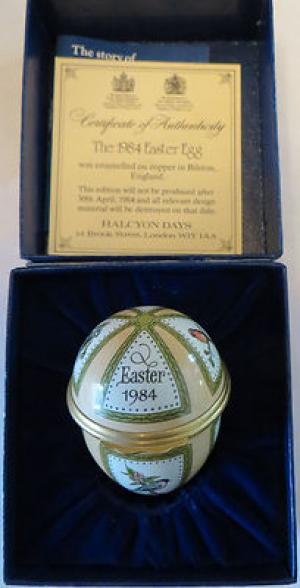 The story of
Certificate of Authenticity
The 1984 Easter Egg
was enamelled on copper in Bilston,
England.
This edition will not be produced after
30th April, 1984 and all relevant design
material will be destroyed on that date.
HALCYON DAYS
14 Brook Street, London W1Y 1AA
Easter
1984